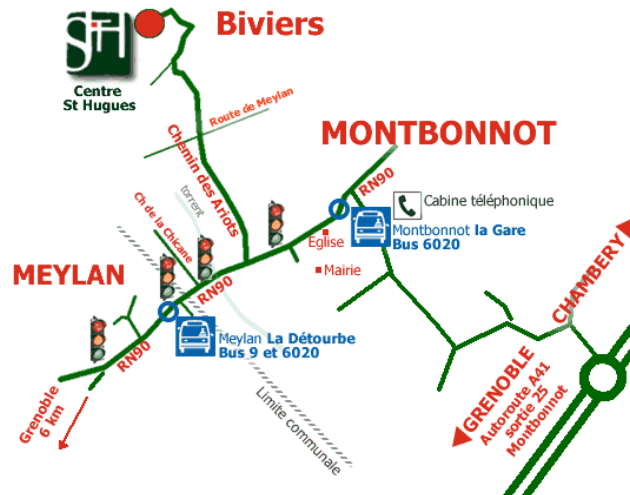 StH
Biviers
Centre
St Hugues
Route de Meylan
MONTBONNOT
Chemin des Ariots
RN90
Cabine téléphonique
torrent
Ch de la Chicane
Montbonnot la Gare
Bus 6020
Eglise
Mairie
MEYLAN
RN90
CHAMBERY
Meylan La Détourbe
Bus 9 et 6020
RN90
GRENOBLE
Autoroute A41
sortie 25
Montbonnot
Grenoble
6 km
Limite communale